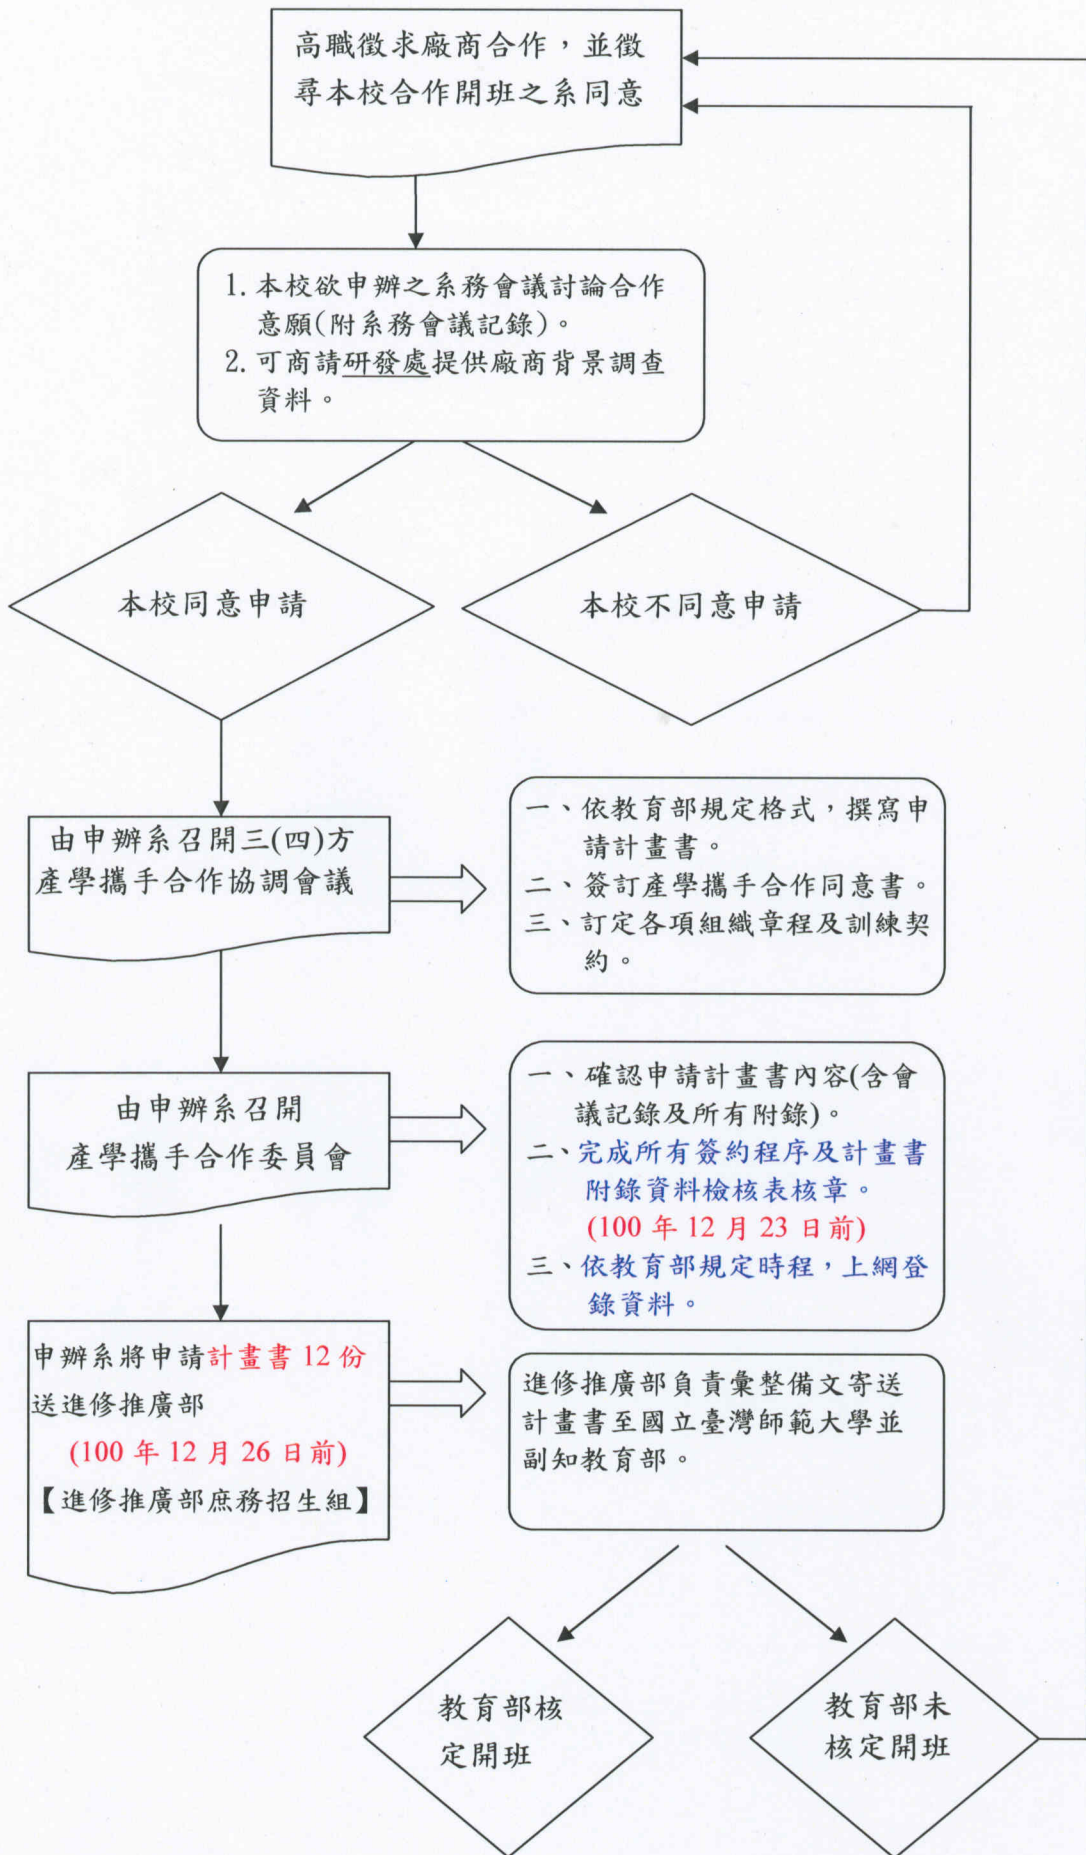 高職徵求廠商合作，並徵
尋本校合作開班之系同意
1. 本校欲申辦之系務會議討論合作
意願(附系務會議記錄)。
2. 可商請研發處提供廠商背景調查
資料。
本校同意申請
本校不同意申請
由申辦系召開三(四)方
產學攜手合作協調會議
一、依教育部規定格式，撰寫申
請計畫書。
二、簽訂產學攜手合作同意書。
三、訂定各項組織章程及訓練契
約。
由申辦系召開
產學攜手合作委員會
一、確認申請計畫書內容(含會
議記錄及所有附錄)。
二、完成所有簽約程序及計畫書
附錄資料檢核表核章。
(100 年 12 月 23 日前)
三、依教育部規定時程，上網登
錄資料。
申辦系將申請計畫書 12 份
送進修推廣部
(100 年 12 月 26 日前)
【進修推廣部庶務招生組】
進修推廣部負責彙整備文寄送
計畫書至國立臺灣師範大學並
副知教育部。
教育部核
定開班
教育部未
核定開班